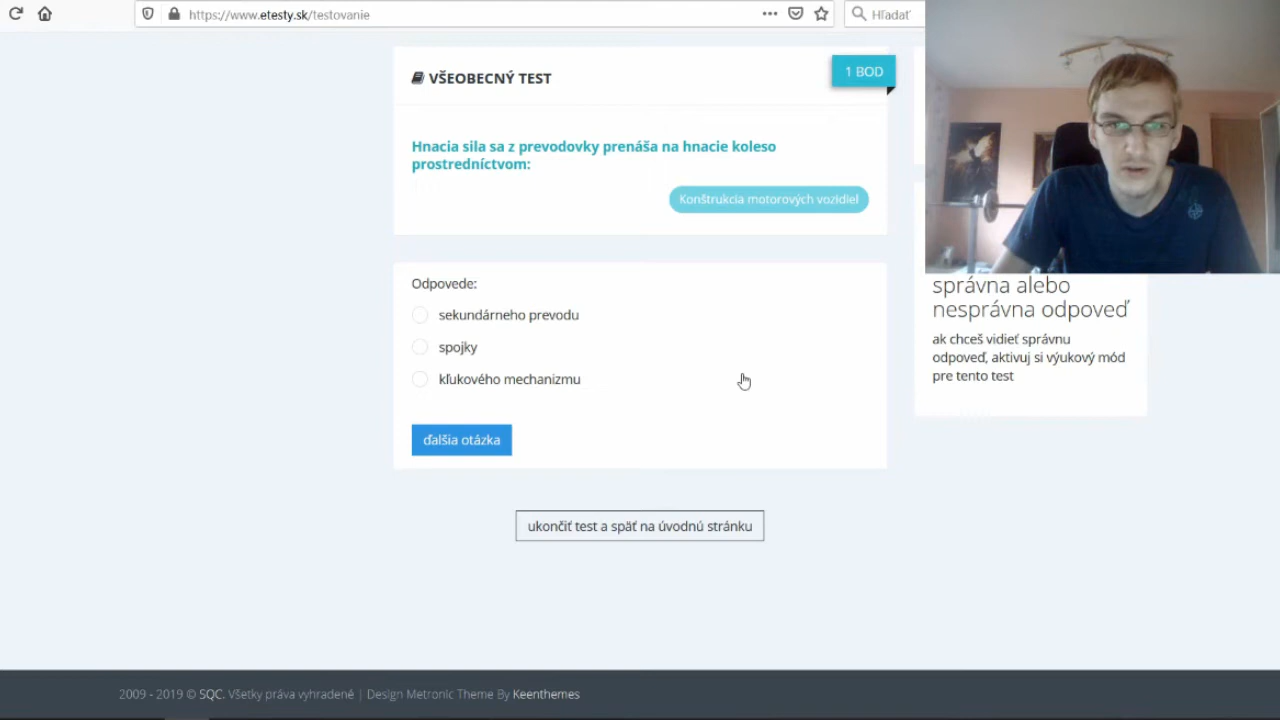 https://www.etesty.sk/testovanie
Hľadať
VŠEOBECNÝ TEST
1 BOD
Hnacia sila sa z prevodovky prenáša na hnacie koleso
prostredníctvom:
Konštrukcia motorových vozidiel
Odpovede:
sekundárneho prevodu
spojky
kľukového mechanizmu
ďalšia otázka
správna alebo
nesprávna odpoveď
ak chceš vidieť správnu
odpoveď, aktivuj si výukový mód
pre tento test
ukončiť test a späť na úvodnú stránku
2009 - 2019 © SQC. Všetky práva vyhradené | Design Metronic Theme By Keenthemes